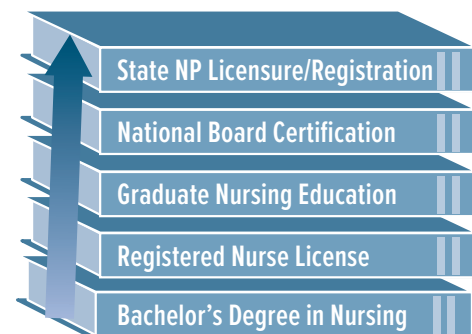 State NP Licensure/Registration
National Board Certification
Graduate Nursing Education
Registered Nurse License
Bachelor's Degree in Nursing